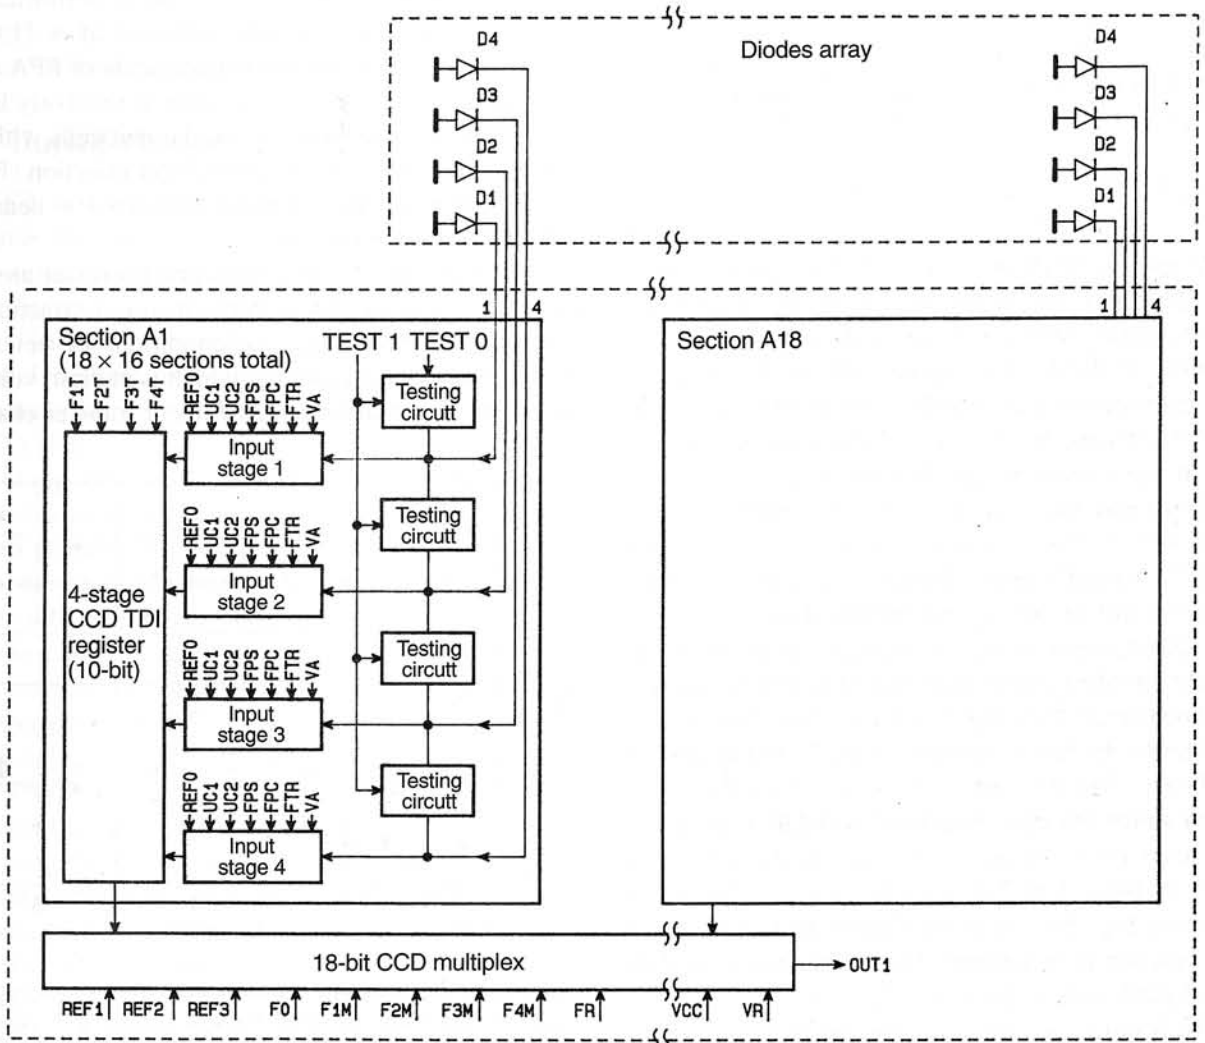 Diodes array
D4
D3
D2
D1
D4
D3
D2
D1
1 4
1 4
Section A1
(18 × 16 sections total)
TEST 1 TEST 0
F1T
F2T
F3T
F4T
REF0
UC1
UC2
FPS
FPC
FTR
VA
Testing
circutt
Input
stage 1
Testing
circutt
REF0
UC1
UC2
FPS
FPC
FTR
VA
Input
stage 2
4-stage
CCD TDI
register
(10-bit)
Testing
circutt
REF0
UC1
UC2
FPS
FPC
FTR
VA
Input
stage 3
Testing
circutt
REF0
UC1
UC2
FPS
FPC
FTR
VA
Input
stage 4
Section A18
18-bit CCD multiplex
OUT1
REF1 REF2 REF3 F0 F1M F2M F3M F4M FR VCC VR